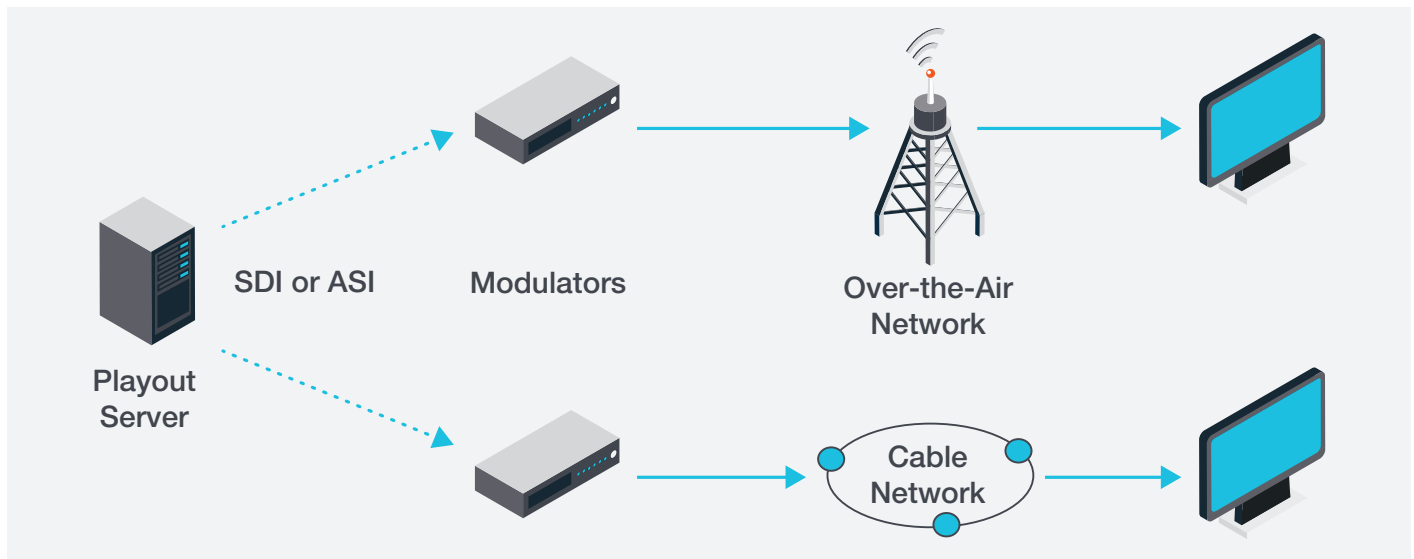 SDI or ASI
Modulators
Over-the-Air
Network
Playout
Server
Cable
Network